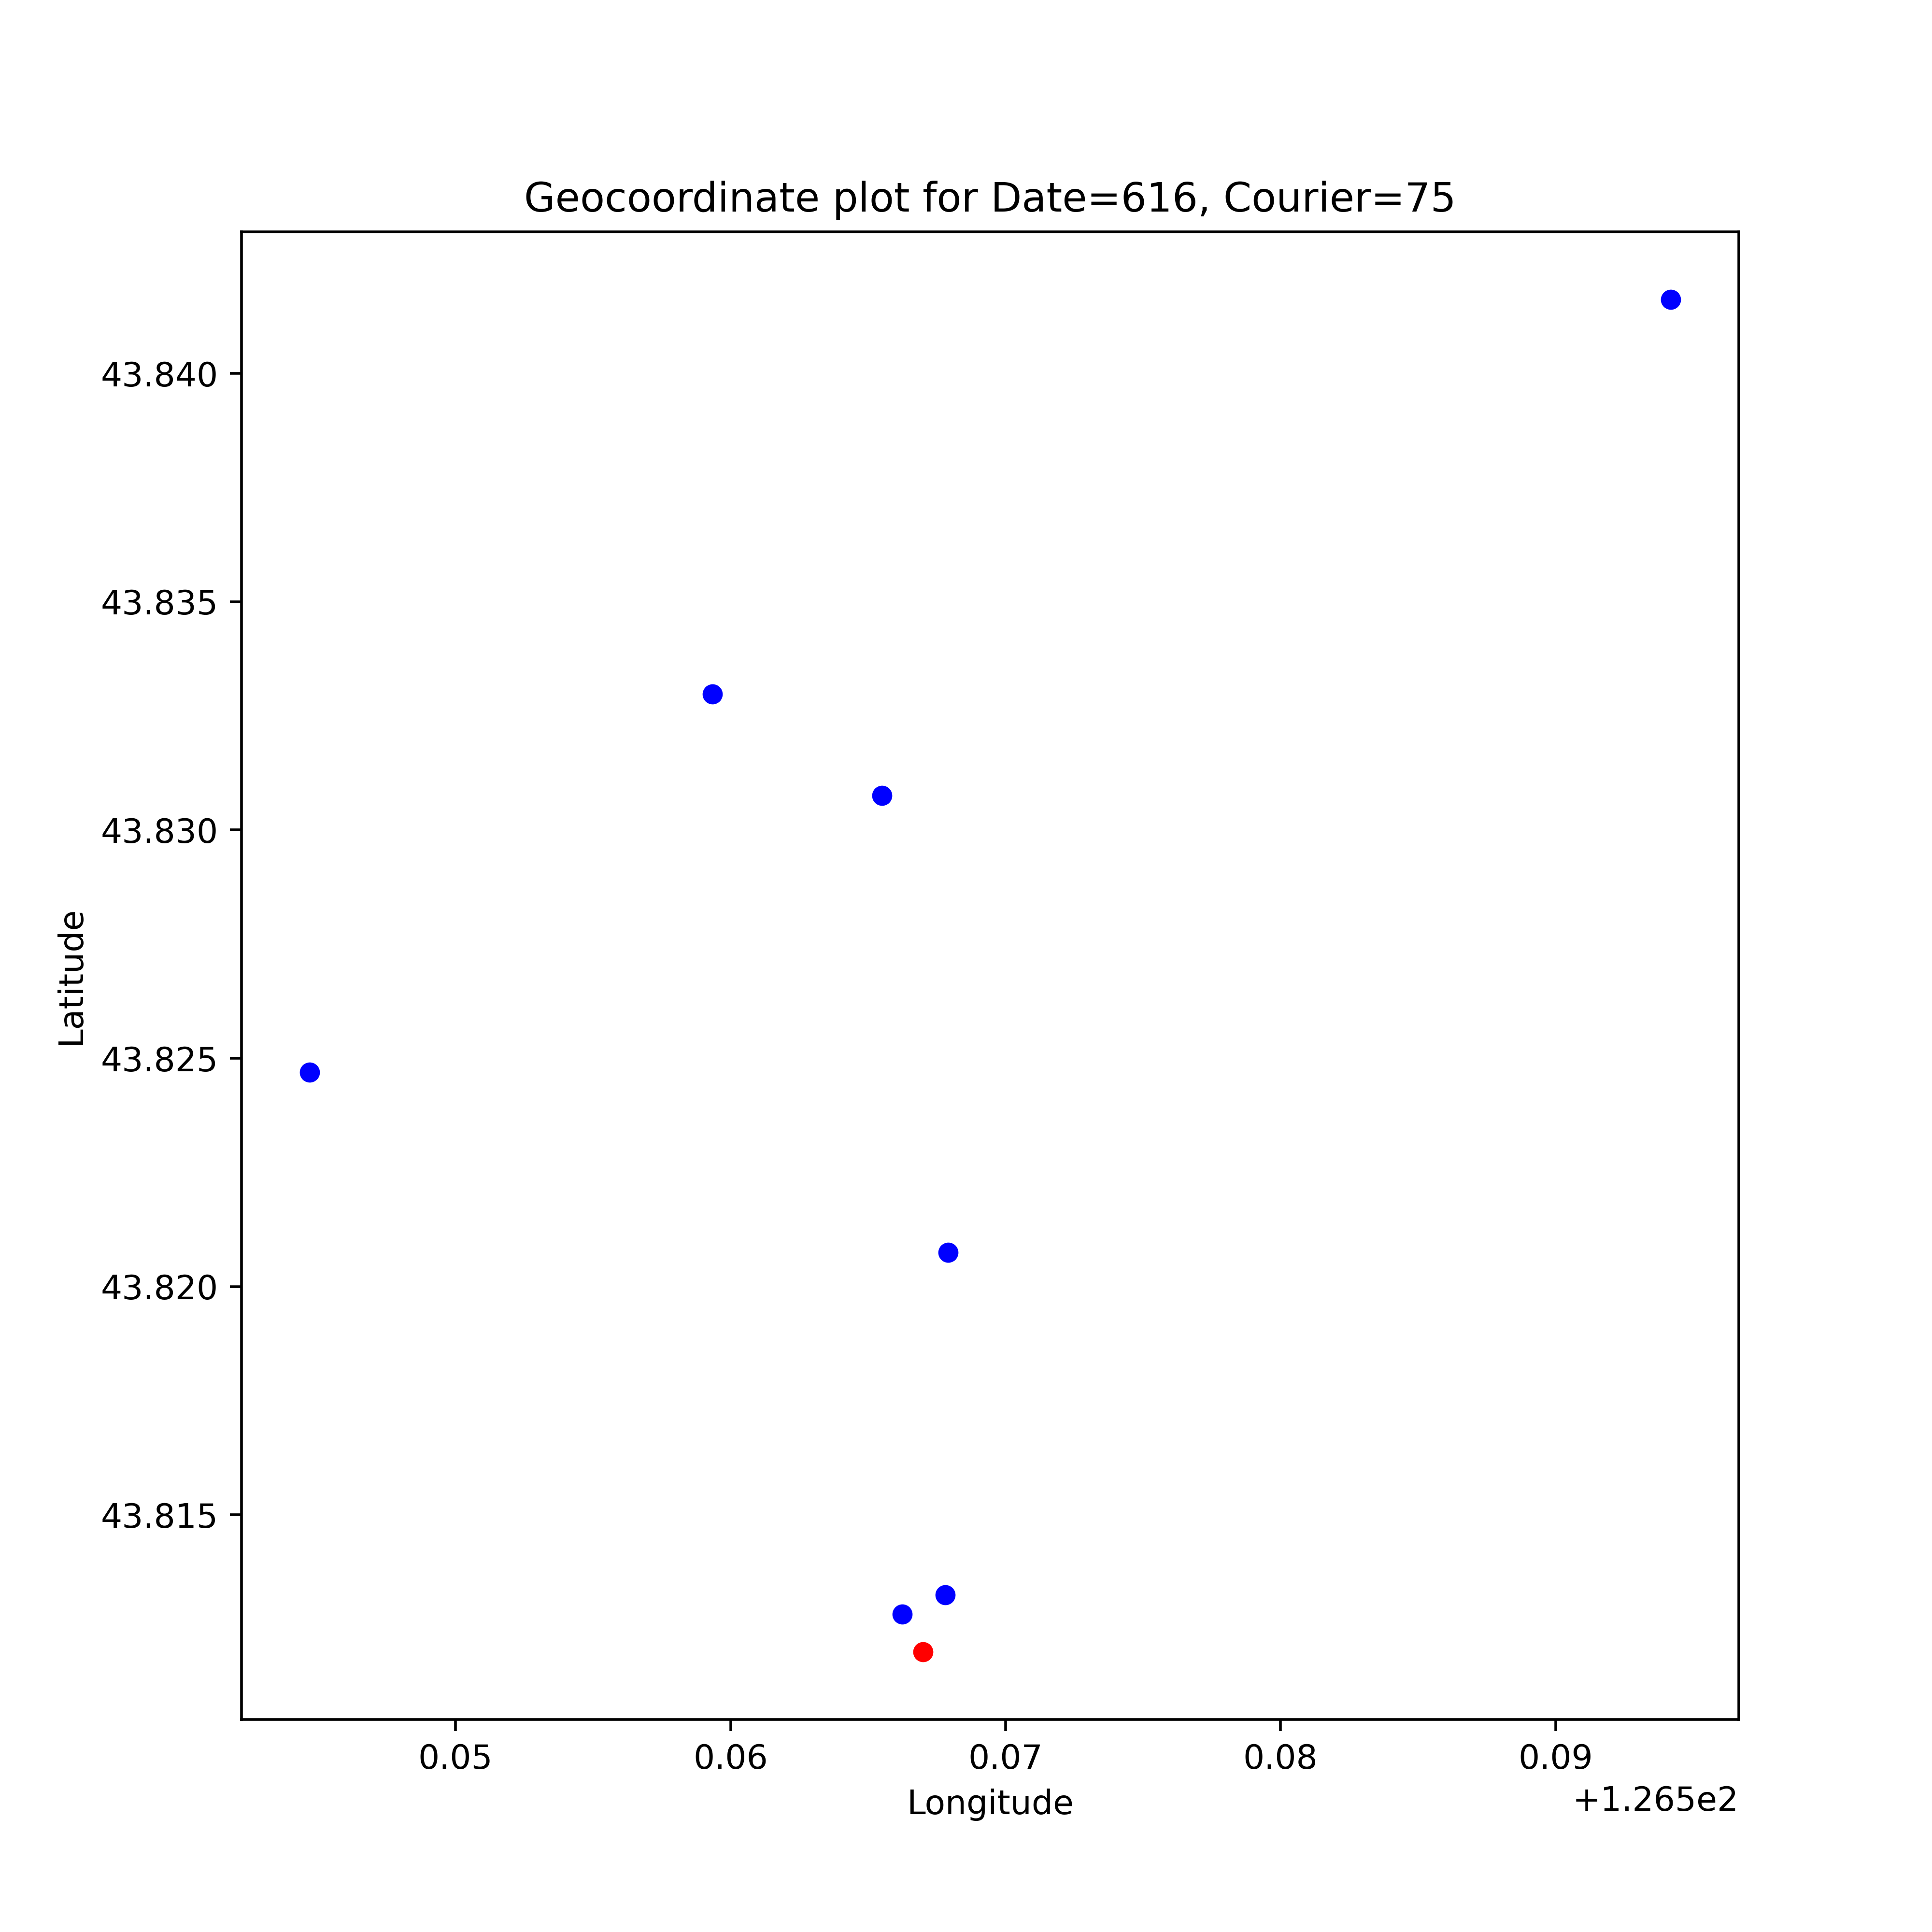 Geocoordinate plot for Date=616, Courier=75
43.840
43.835
43.830
43.825
43.820
43.815
Latitude
0.05 0.06 0.07 0.08 0.09
Longitude
+1.265e2